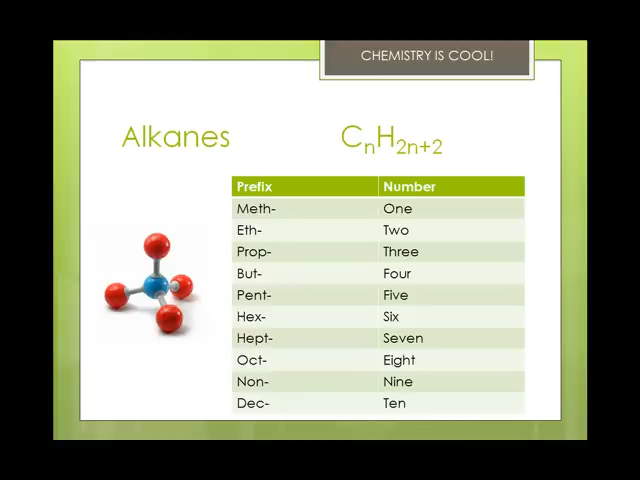 CHEMISTRY IS COOL!
Alkanes CnH2n+2
Prefix Number
Meth- One
Eth- Two
Prop- Three
But- Four
Pent- Five
Hex- Six
Hept- Seven
Oct- Eight
Non- Nine
Dec- Ten